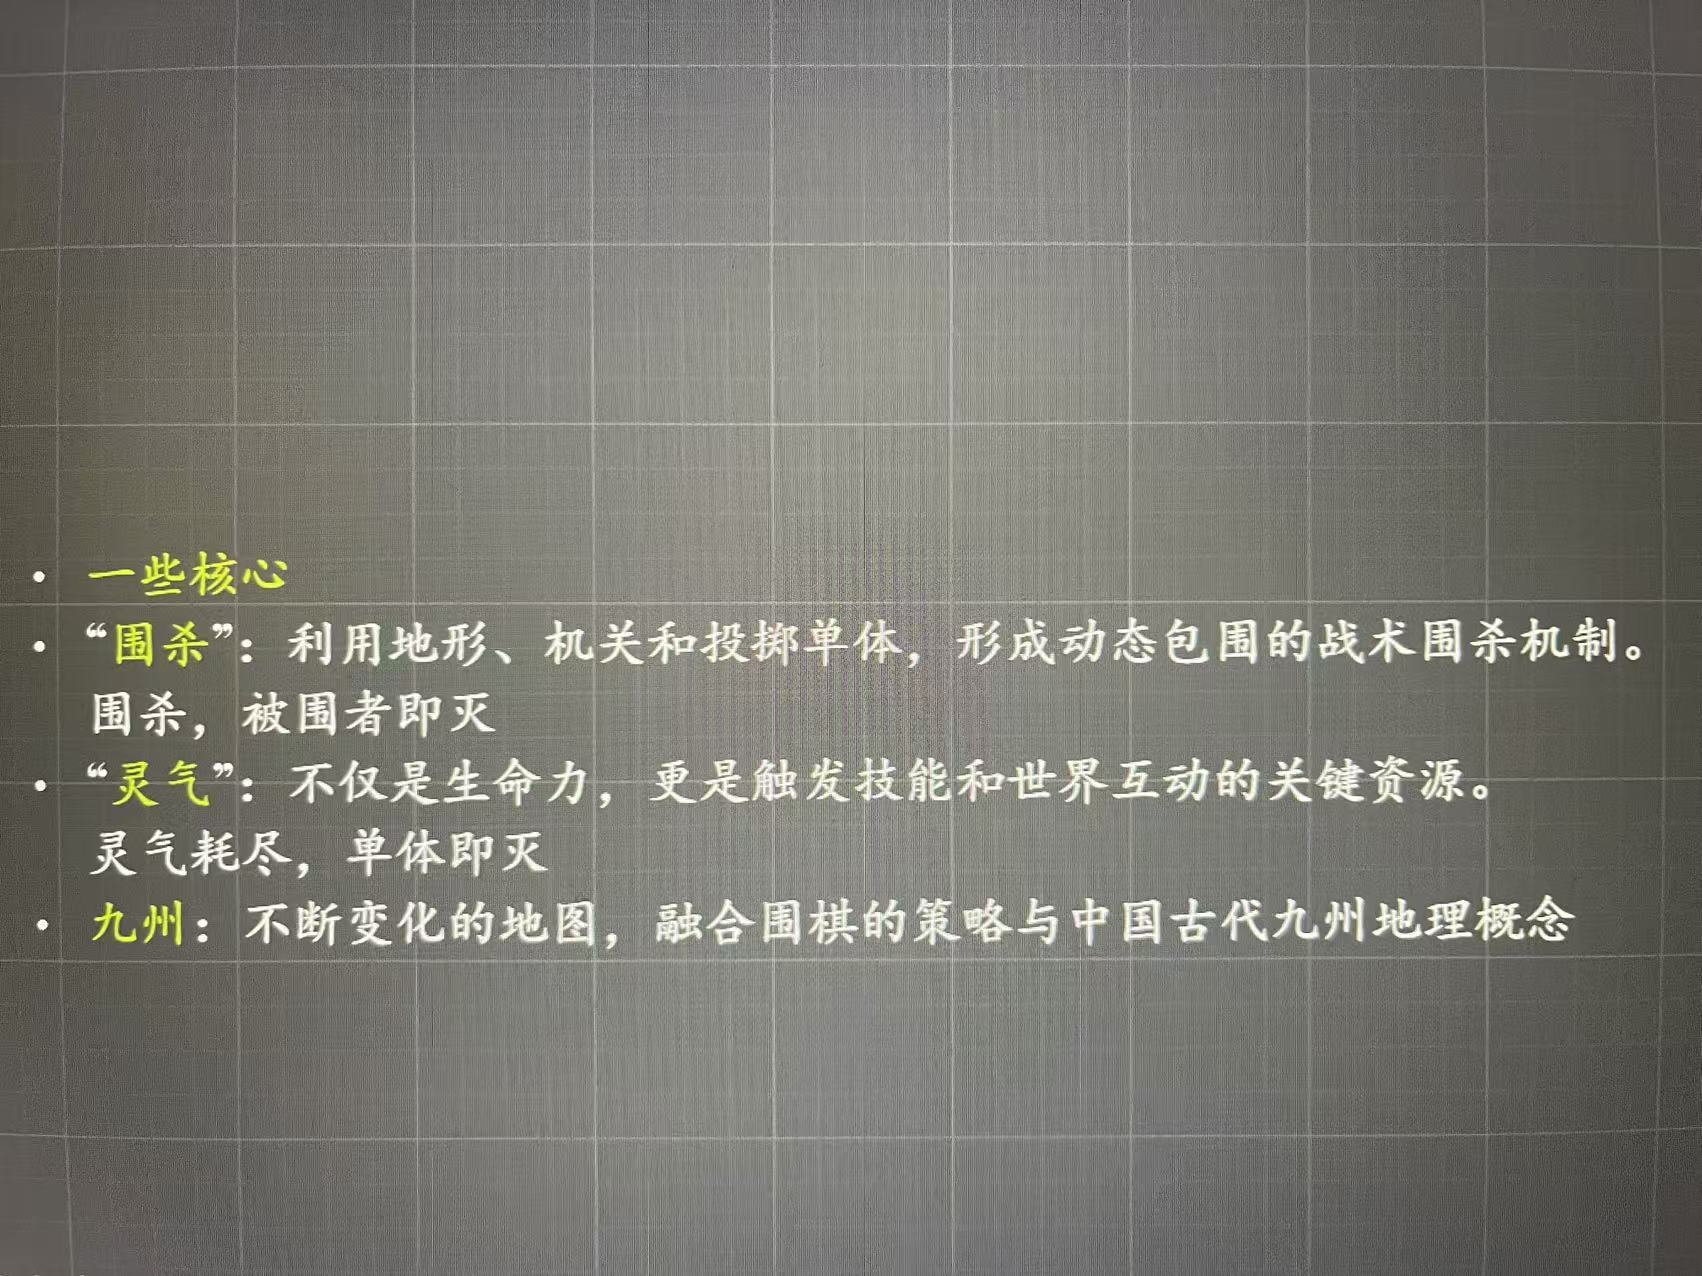 • 一些核心
• “围杀”：利用地形、机关和投掷单体，形成动态包围的战术围杀机制。
围杀，被围者即灭
• “灵气”：不仅是生命力，更是触发技能和世界互动的关键资源。
灵气耗尽，单体即灭
• 九州：不断变化的地图，融合围棋的策略与中国古代九州地理概念